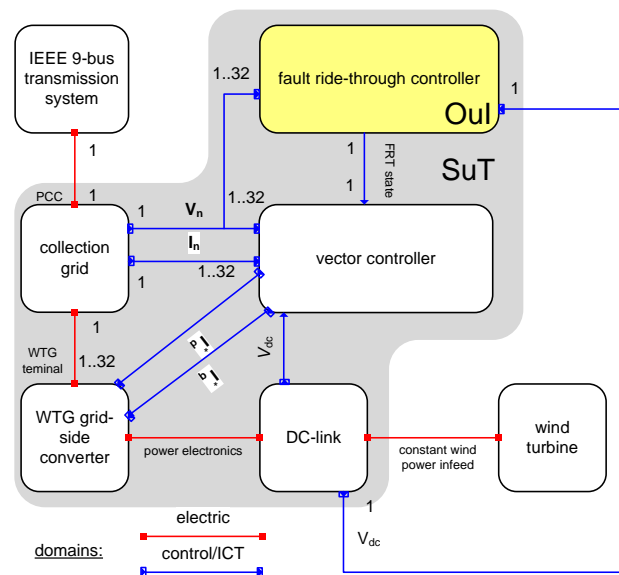 IEEE 9-bus
transmission
system
fault ride-through controller
OuI
SuT
1..32
1
1
1
FRT state
1
1
PCC
1
1..32
1
Vn
In
1
1..32
collection
grid
vector controller
1
WTG
teminal
1..32
i*d
i*q
Vdc
WTG grid-
side
converter
power electronics
DC-link
constant wind
power infeed
wind
turbine
1
Vdc
electric
domains:
control/ICT